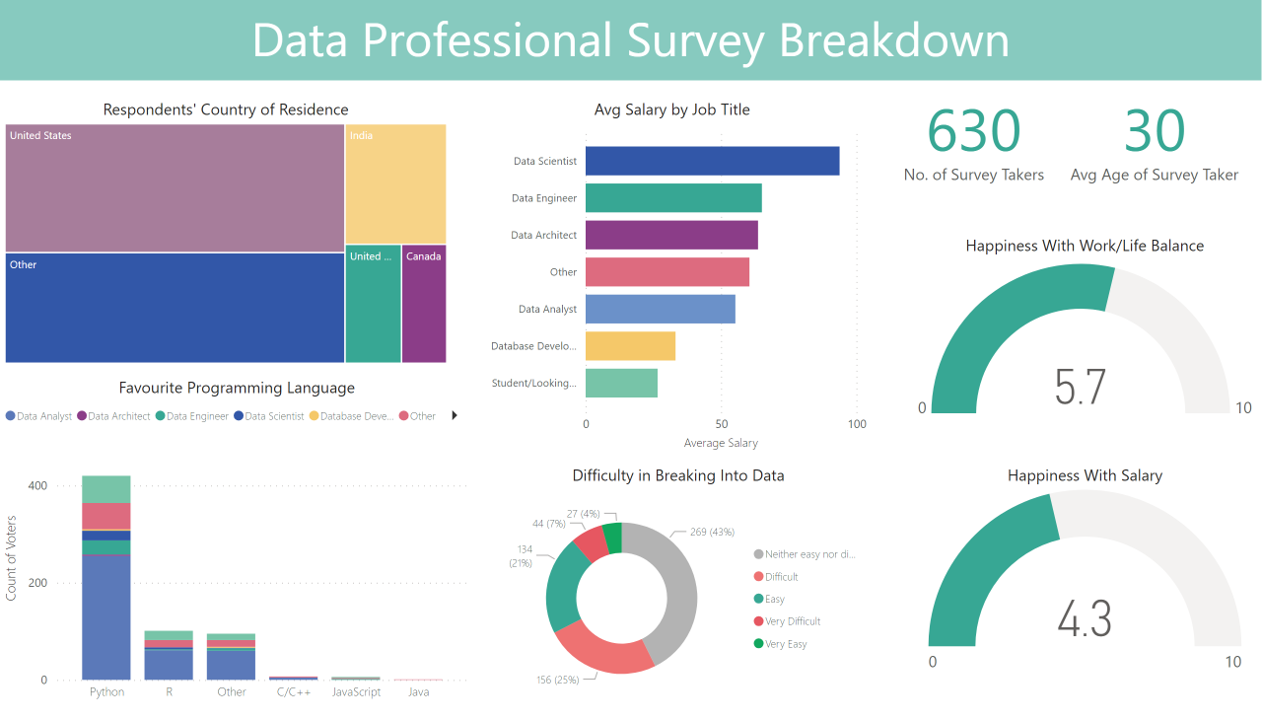 Data Professional Survey Breakdown
Respondents' Country of Residence
United States
India
Other
United ...
Canada
Favourite Programming Language
Data Analyst
Data Architect
Data Engineer
Data Scientist
Database Deve...
Other
Count of Voters
400
200
0
Python
R
Other
C/C++
JavaScript
Java
Avg Salary by Job Title
Data Scientist
Data Engineer
Data Architect
Other
Data Analyst
Database Develo...
Student/Looking...
0
50
100
Average Salary
Difficulty in Breaking Into Data
27 (4%)
44 (7%)
134
(21%)
269 (43%)
156 (25%)
Neither easy nor di...
Difficult
Easy
Very Difficult
Very Easy
630
No. of Survey Takers
30
Avg Age of Survey Taker
Happiness With Work/Life Balance
5.7
0
10
Happiness With Salary
4.3
0
10